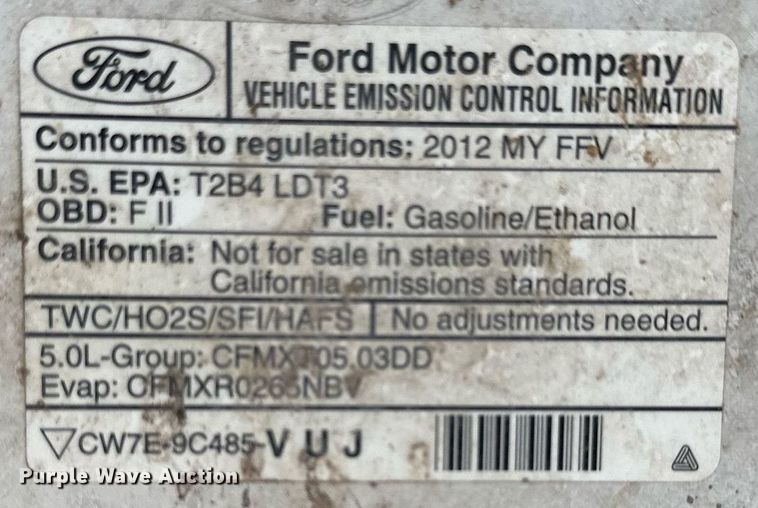 Ford
Ford Motor Company
VEHICLE EMISSION CONTROL INFORMATION
Conforms to regulations: 2012 MY FFV
U.S. EPA: T2B4 LDT3
OBD: F II Fuel: Gasoline/Ethanol
California: Not for sale in states with
California emissions standards.
TWC/HO2S/SFI/HAFS No adjustments needed.
5.0L-Group: CFMXT05.03DD
Evap: CFMXR0265NBV
CW7E-9C485-V U J
Purple Wave Auction